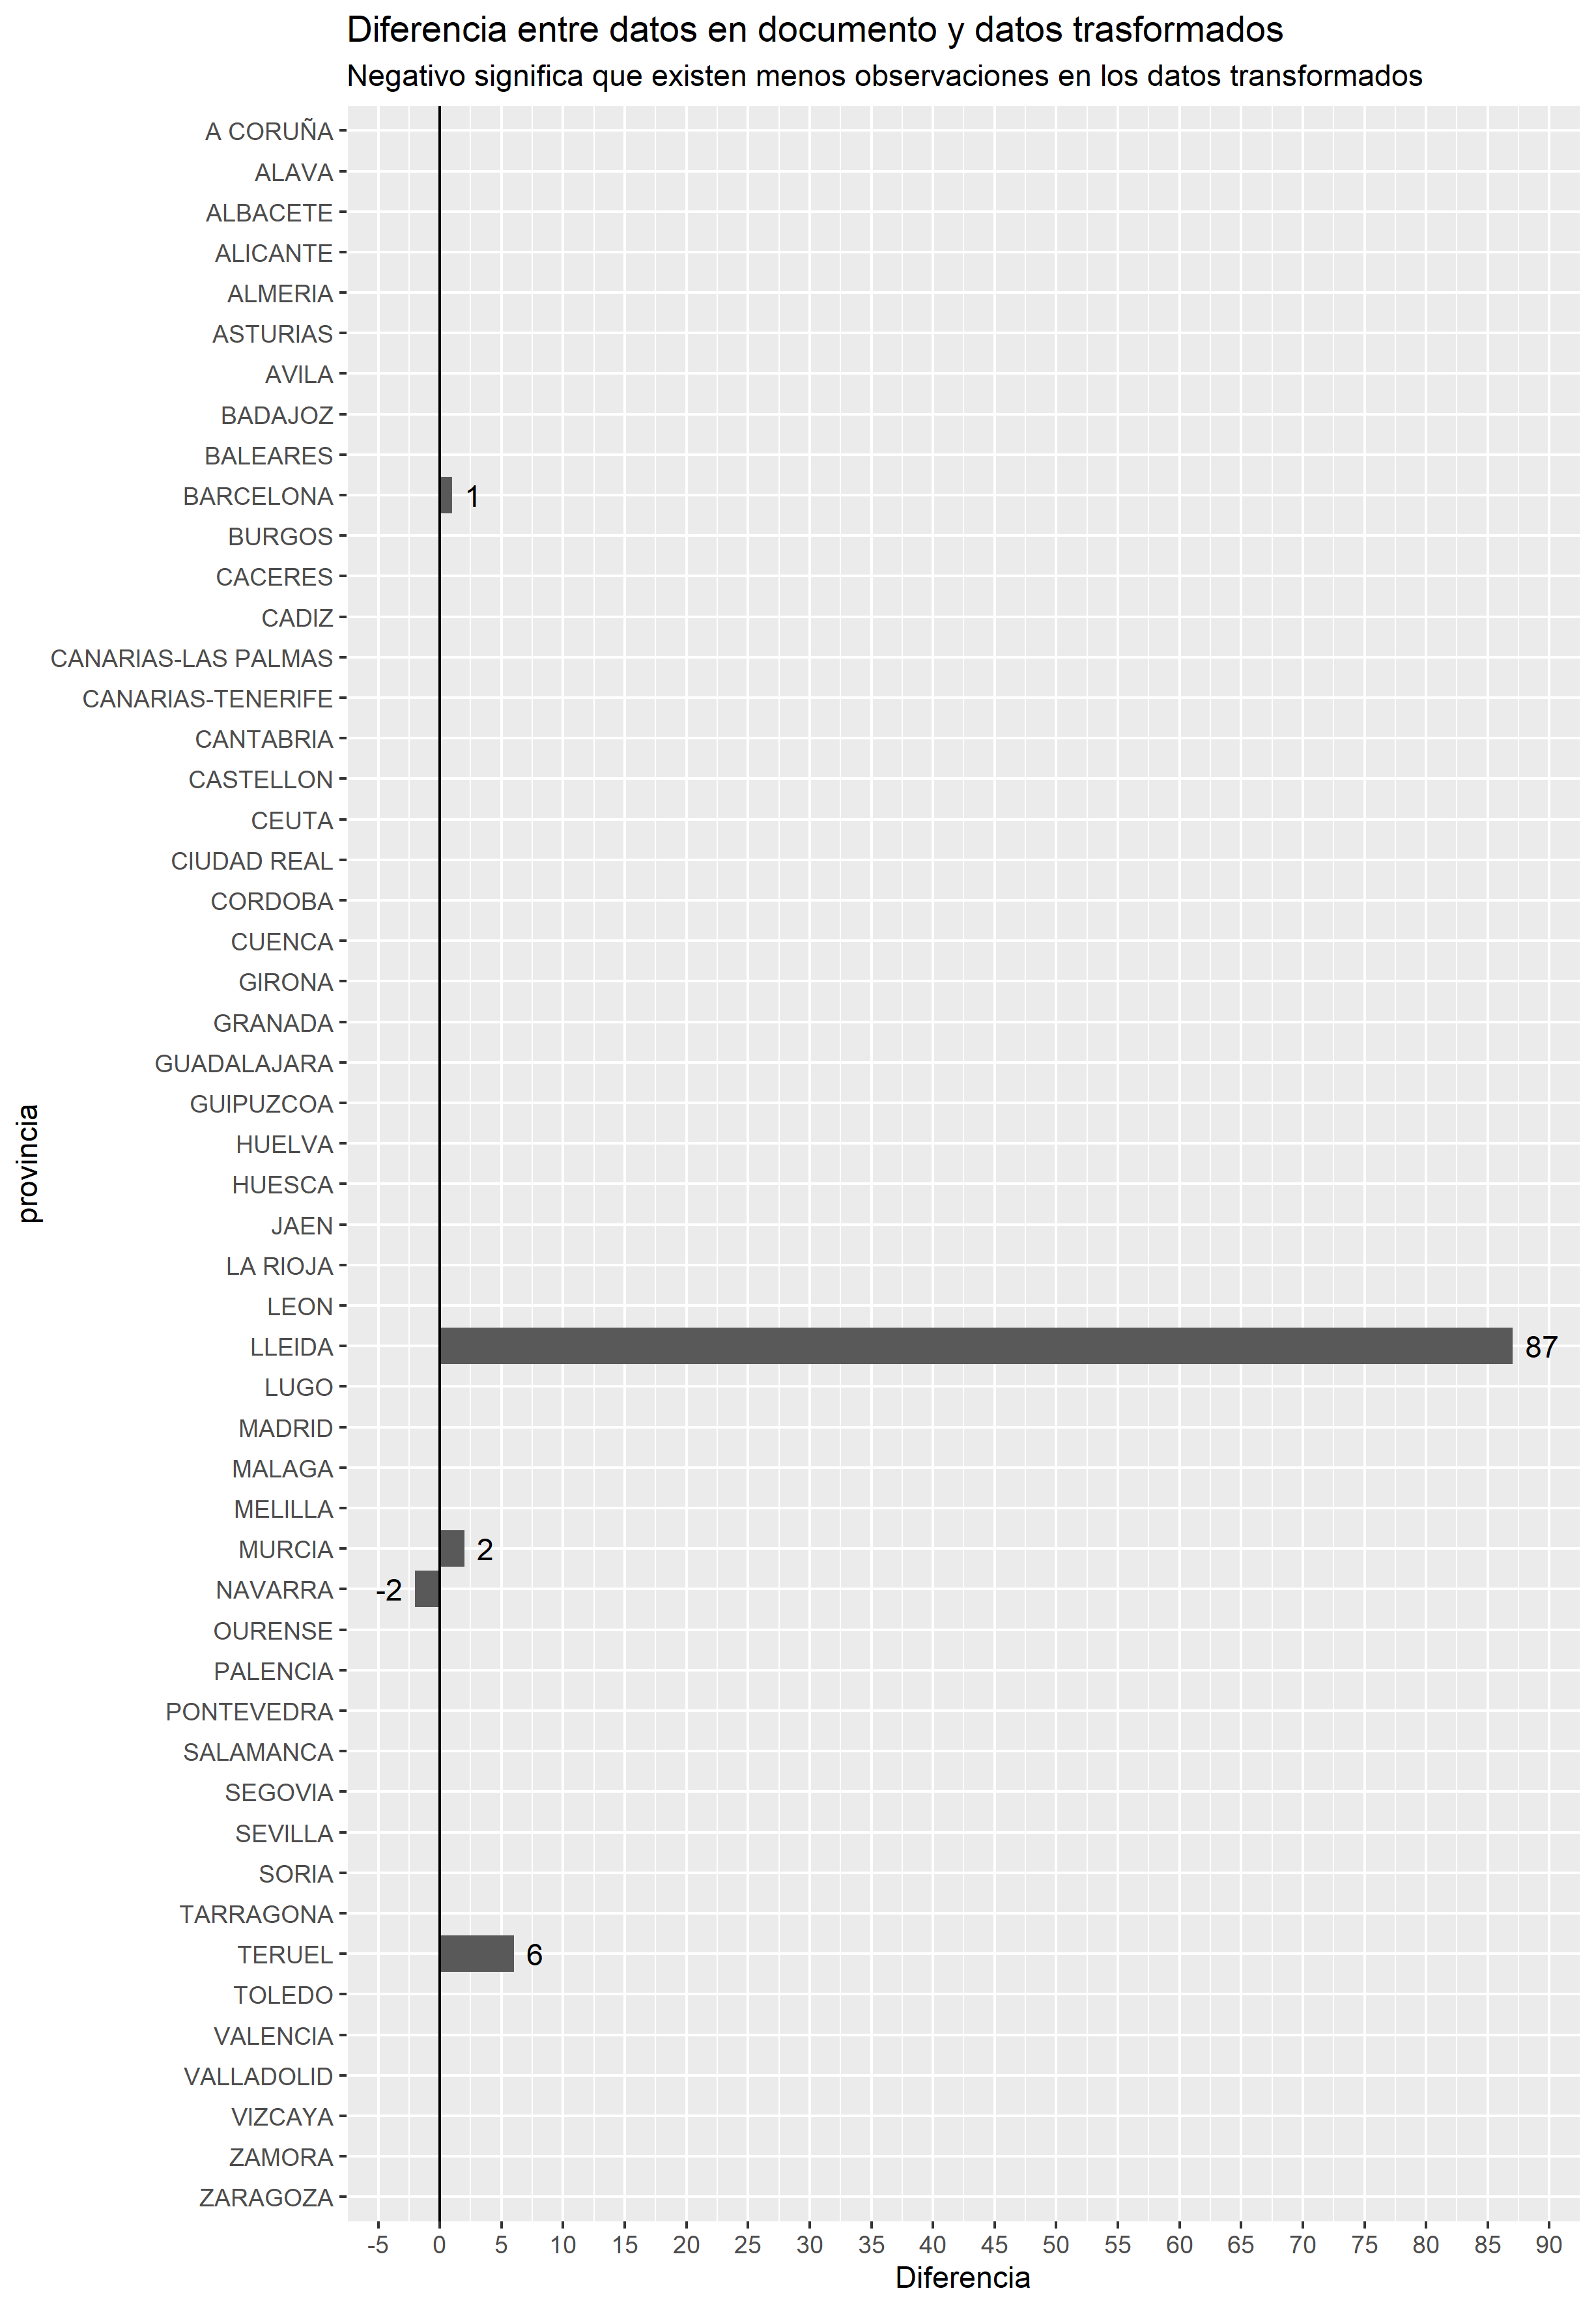 Diferencia entre datos en documento y datos trasformados
Negativo significa que existen menos observaciones en los datos transformados
A CORUÑA
ALAVA
ALBACETE
ALICANTE
ALMERIA
ASTURIAS
AVILA
BADAJOZ
BALEARES
BARCELONA 1
BURGOS
CACERES
CADIZ
CANARIAS-LAS PALMAS
CANARIAS-TENERIFE
CANTABRIA
CASTELLON
CEUTA
CIUDAD REAL
CORDOBA
CUENCA
GIRONA
GRANADA
GUADALAJARA
GUIPUZCOA
HUELVA
HUESCA
JAEN
LA RIOJA
LEON
LLEIDA 87
LUGO
MADRID
MALAGA
MELILLA
MURCIA 2
NAVARRA -2
OURENSE
PALENCIA
PONTEVEDRA
SALAMANCA
SEGOVIA
SEVILLA
SORIA
TARRAGONA
TERUEL 6
TOLEDO
VALENCIA
VALLADOLID
VIZCAYA
ZAMORA
ZARAGOZA
provincia
-5 0 5 10 15 20 25 30 35 40 45 50 55 60 65 70 75 80 85 90
Diferencia